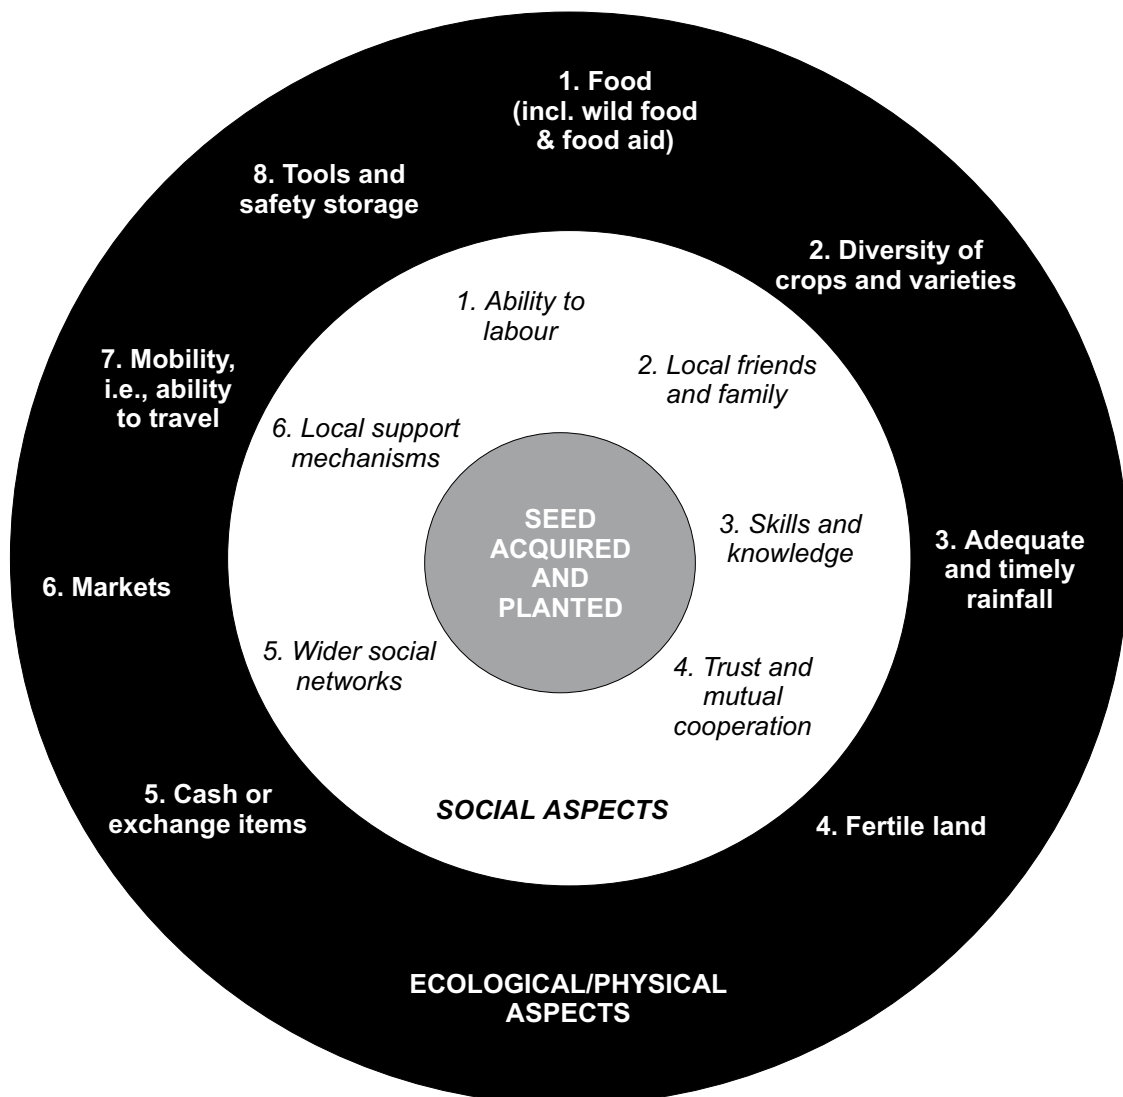 1. Food
(incl. wild food
& food aid)
8. Tools and
safety storage
2. Diversity of
crops and varieties
1. Ability to
labour
7. Mobility,
i.e., ability
to travel
2. Local friends
and family
6. Local support
mechanisms
SEED
ACQUIRED
AND
PLANTED
3. Skills and
knowledge
3. Adequate
and timely
rainfall
6. Markets
5. Wider social
networks
4. Trust and
mutual
cooperation
5. Cash or
exchange items
SOCIAL ASPECTS
4. Fertile land
ECOLOGICAL/PHYSICAL
ASPECTS